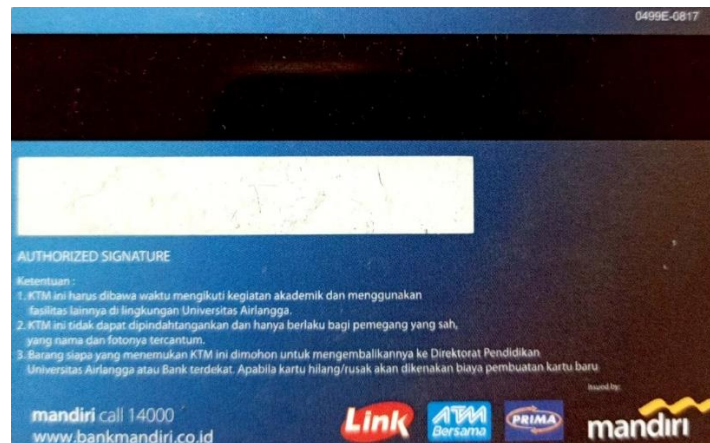 0499E-0817
AUTHORIZED SIGNATURE
Ketentuan :
1. KTM ini harus dibawa waktu mengikuti kegiatan akademik dan menggunakan
fasilitas lainnya di lingkungan Universitas Airlangga.
2. KTM ini tidak dapat dipindahtangankan dan hanya berlaku bagi pemegang yang sah,
yang nama dan fotonya tercantum.
3. Barang siapa yang menemukan KTM ini dimohon untuk mengembalikannya ke Direktorat Pendidikan
Universitas Airlangga atau Bank terdekat. Apabila kartu hilang/rusak akan dikenakan biaya pembuatan kartu baru
issued by:
mandiri call 14000
www.bankmandiri.co.id
Link
ATM
Bersama
PRIMA
mandiri